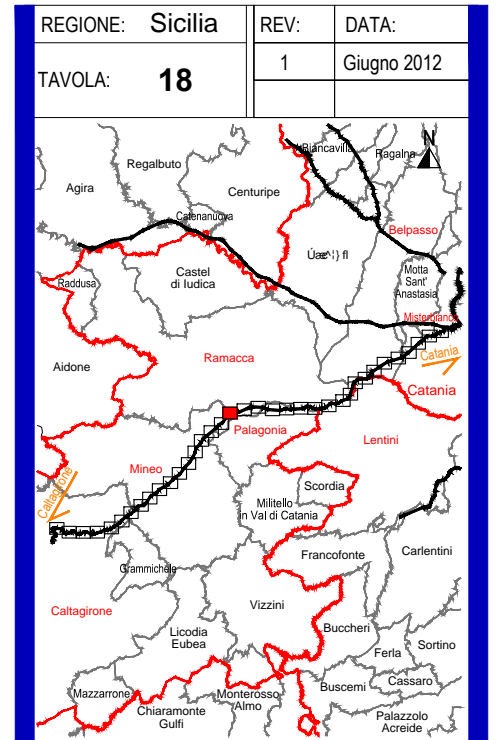 REGIONE: Sicilia
REV: DATA:
TAVOLA: 18
1 Giugno 2012
N
Biancavilla
Ragalna
Regalbuto
Agira
Centuripe
Catenanuova
Belpasso
Motta
Sant'
Anastasia
Castel
di Iudica
Raddusa
Misterbianco
Catania
Ramacca
Aidone
Catania
Palagonia
Lentini
Mineo
Scordia
Caltagirone
Militello
in Val di Catania
Francofonte
Carlentini
Grammichele
Vizzini
Caltagirone
Licodia
Eubea
Buccheri
Ferla
Sortino
Cassaro
Buscemi
Mazzarrone
Monterosso
Almo
Chiaramonte
Gulfi
Palazzolo
Acreide